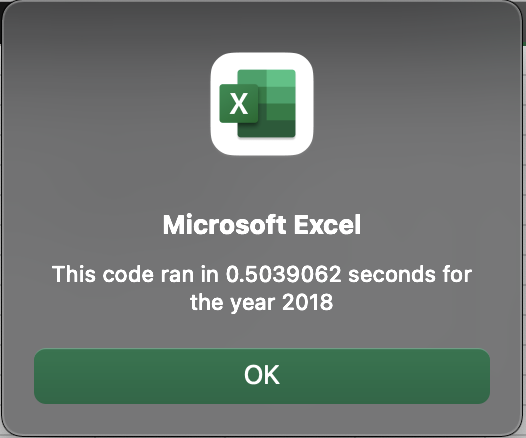 X
Microsoft Excel
This code ran in 0.5039062 seconds for
the year 2018
OK